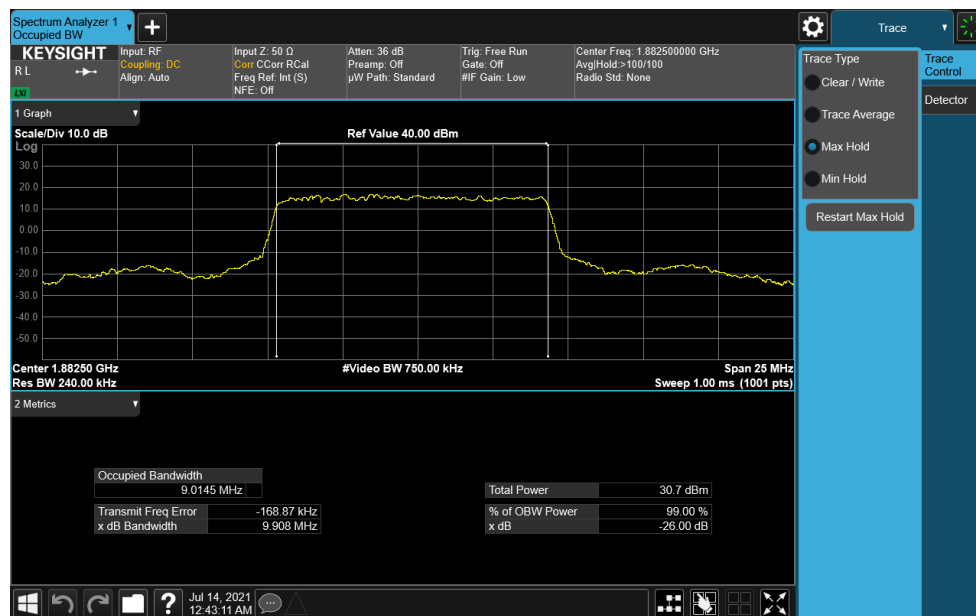 Spectrum Analyzer 1
Occupied BW
Trace
KEYSIGHT
R L
LXI
Input: RF
Coupling: DC
Align: Auto
Input Z: 50 Ω
Corr CCorr RCal
Freq Ref: Int (S)
NFE: Off
Atten: 36 dB
Preamp: Off
µW Path: Standard
Trig: Free Run
Gate: Off
#IF Gain: Low
Center Freq: 1.882500000 GHz
Avg|Hold:>100/100
Radio Std: None
Trace Type
Clear / Write
Trace Average
Max Hold
Min Hold
Restart Max Hold
Trace
Control
Detector
1 Graph
Scale/Div 10.0 dB
Ref Value 40.00 dBm
Log
30.0
20.0
10.0
0.00
-10.0
-20.0
-30.0
-40.0
-50.0
Center 1.88250 GHz
#Video BW 750.00 kHz
Span 25 MHz
Res BW 240.00 kHz
Sweep 1.00 ms (1001 pts)
2 Metrics
Occupied Bandwidth
9.0145 MHz
Total Power 30.7 dBm
Transmit Freq Error -168.87 kHz
% of OBW Power 99.00 %
x dB Bandwidth 9.908 MHz
x dB -26.00 dB
?
Jul 14, 2021
12:43:11 AM